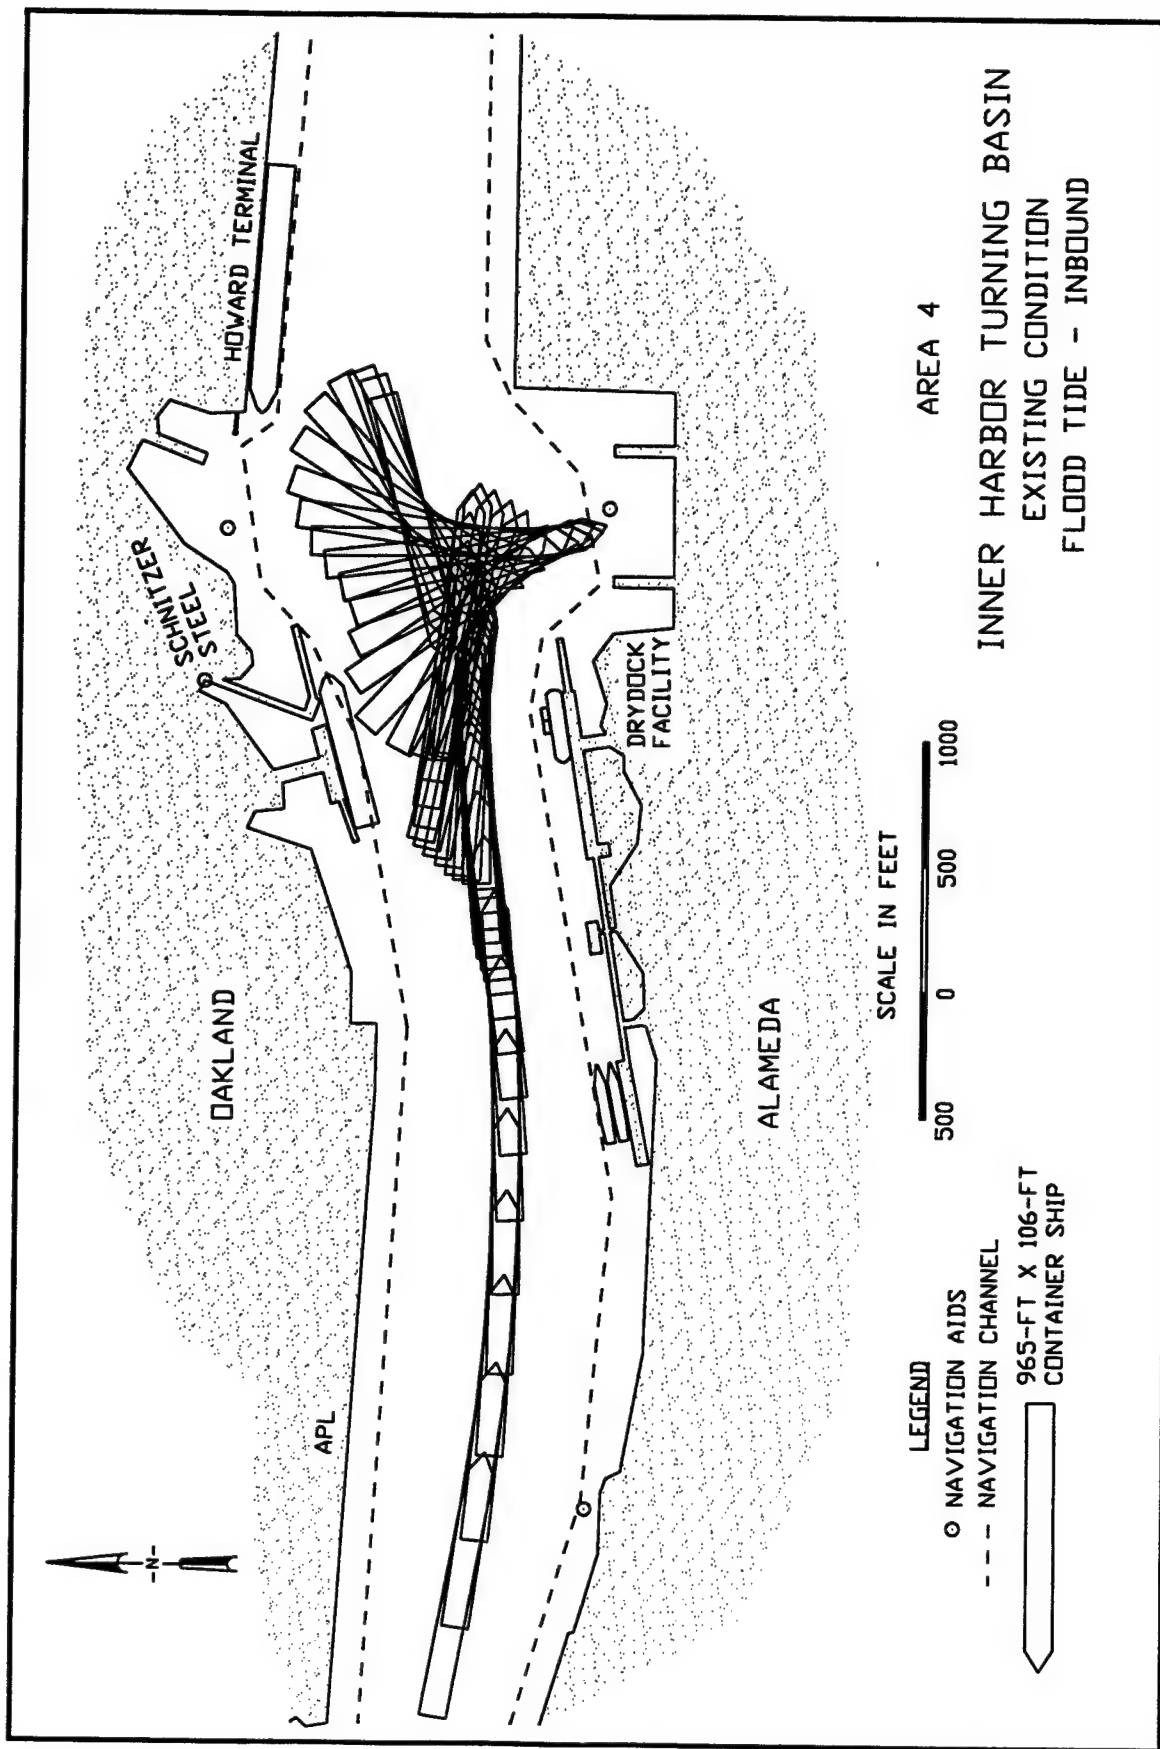 HOWARD TERMINAL
SCHNITZER
STEEL
OAKLAND
APL
-N-
DRYDOCK
FACILITY
ALAMEDA
AREA 4
INNER HARBOR TURNING BASIN
EXISTING CONDITION
FLOOD TIDE - INBOUND
SCALE IN FEET
500 0 500 1000
LEGEND
NAVIGATION AIDS
--- NAVIGATION CHANNEL
965-FT X 106-FT
CONTAINER SHIP